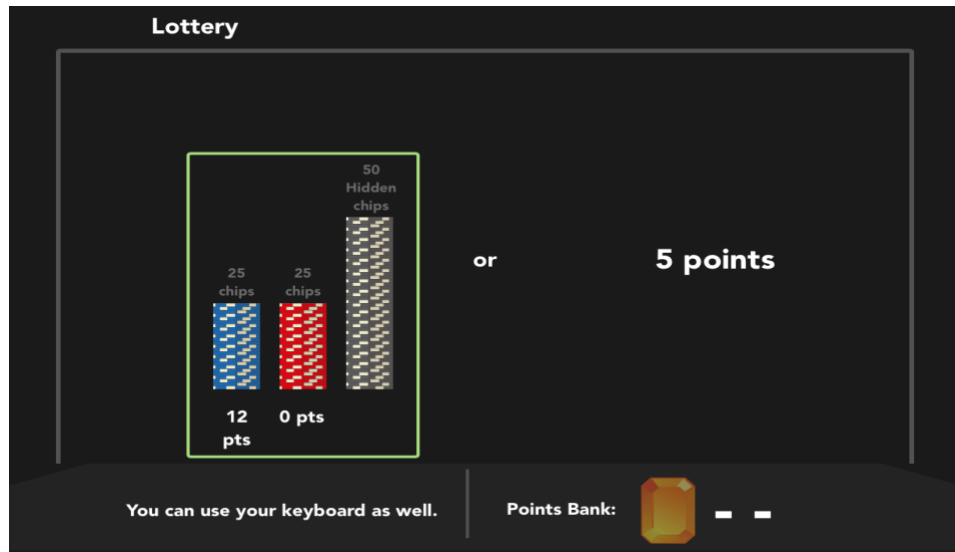 Lottery
50
Hidden
chips
25
chips
25
chips
or
5 points
12
pts
0 pts
You can use your keyboard as well.
Points Bank:
- -